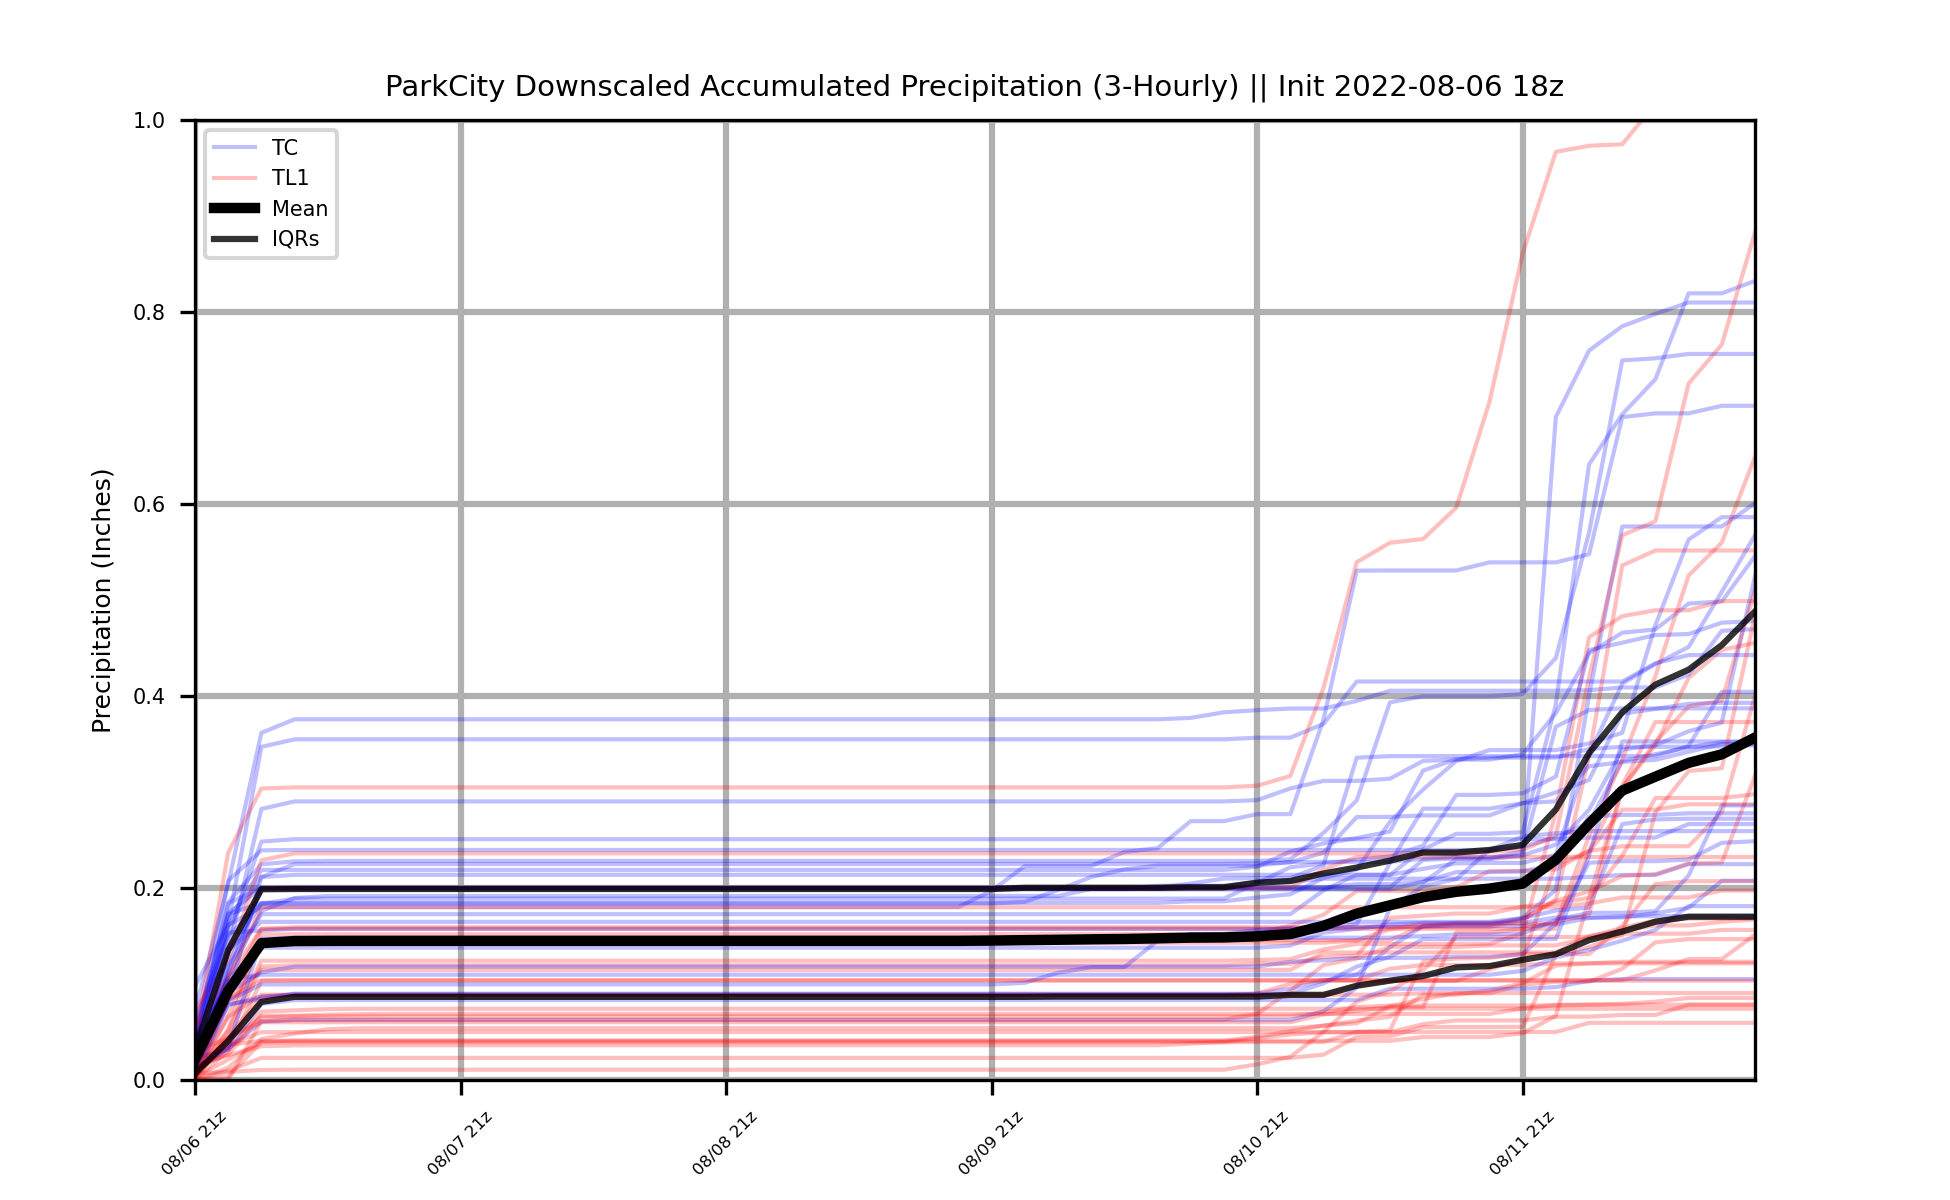 ParkCity Downscaled Accumulated Precipitation (3-Hourly) || Init 2022-08-06 18z
TC
TL1
Mean
IQRs
Precipitation (Inches)
1.0
0.8
0.6
0.4
0.2
0.0
08/06 21z
08/07 21z
08/08 21z
08/09 21z
08/10 21z
08/11 21z